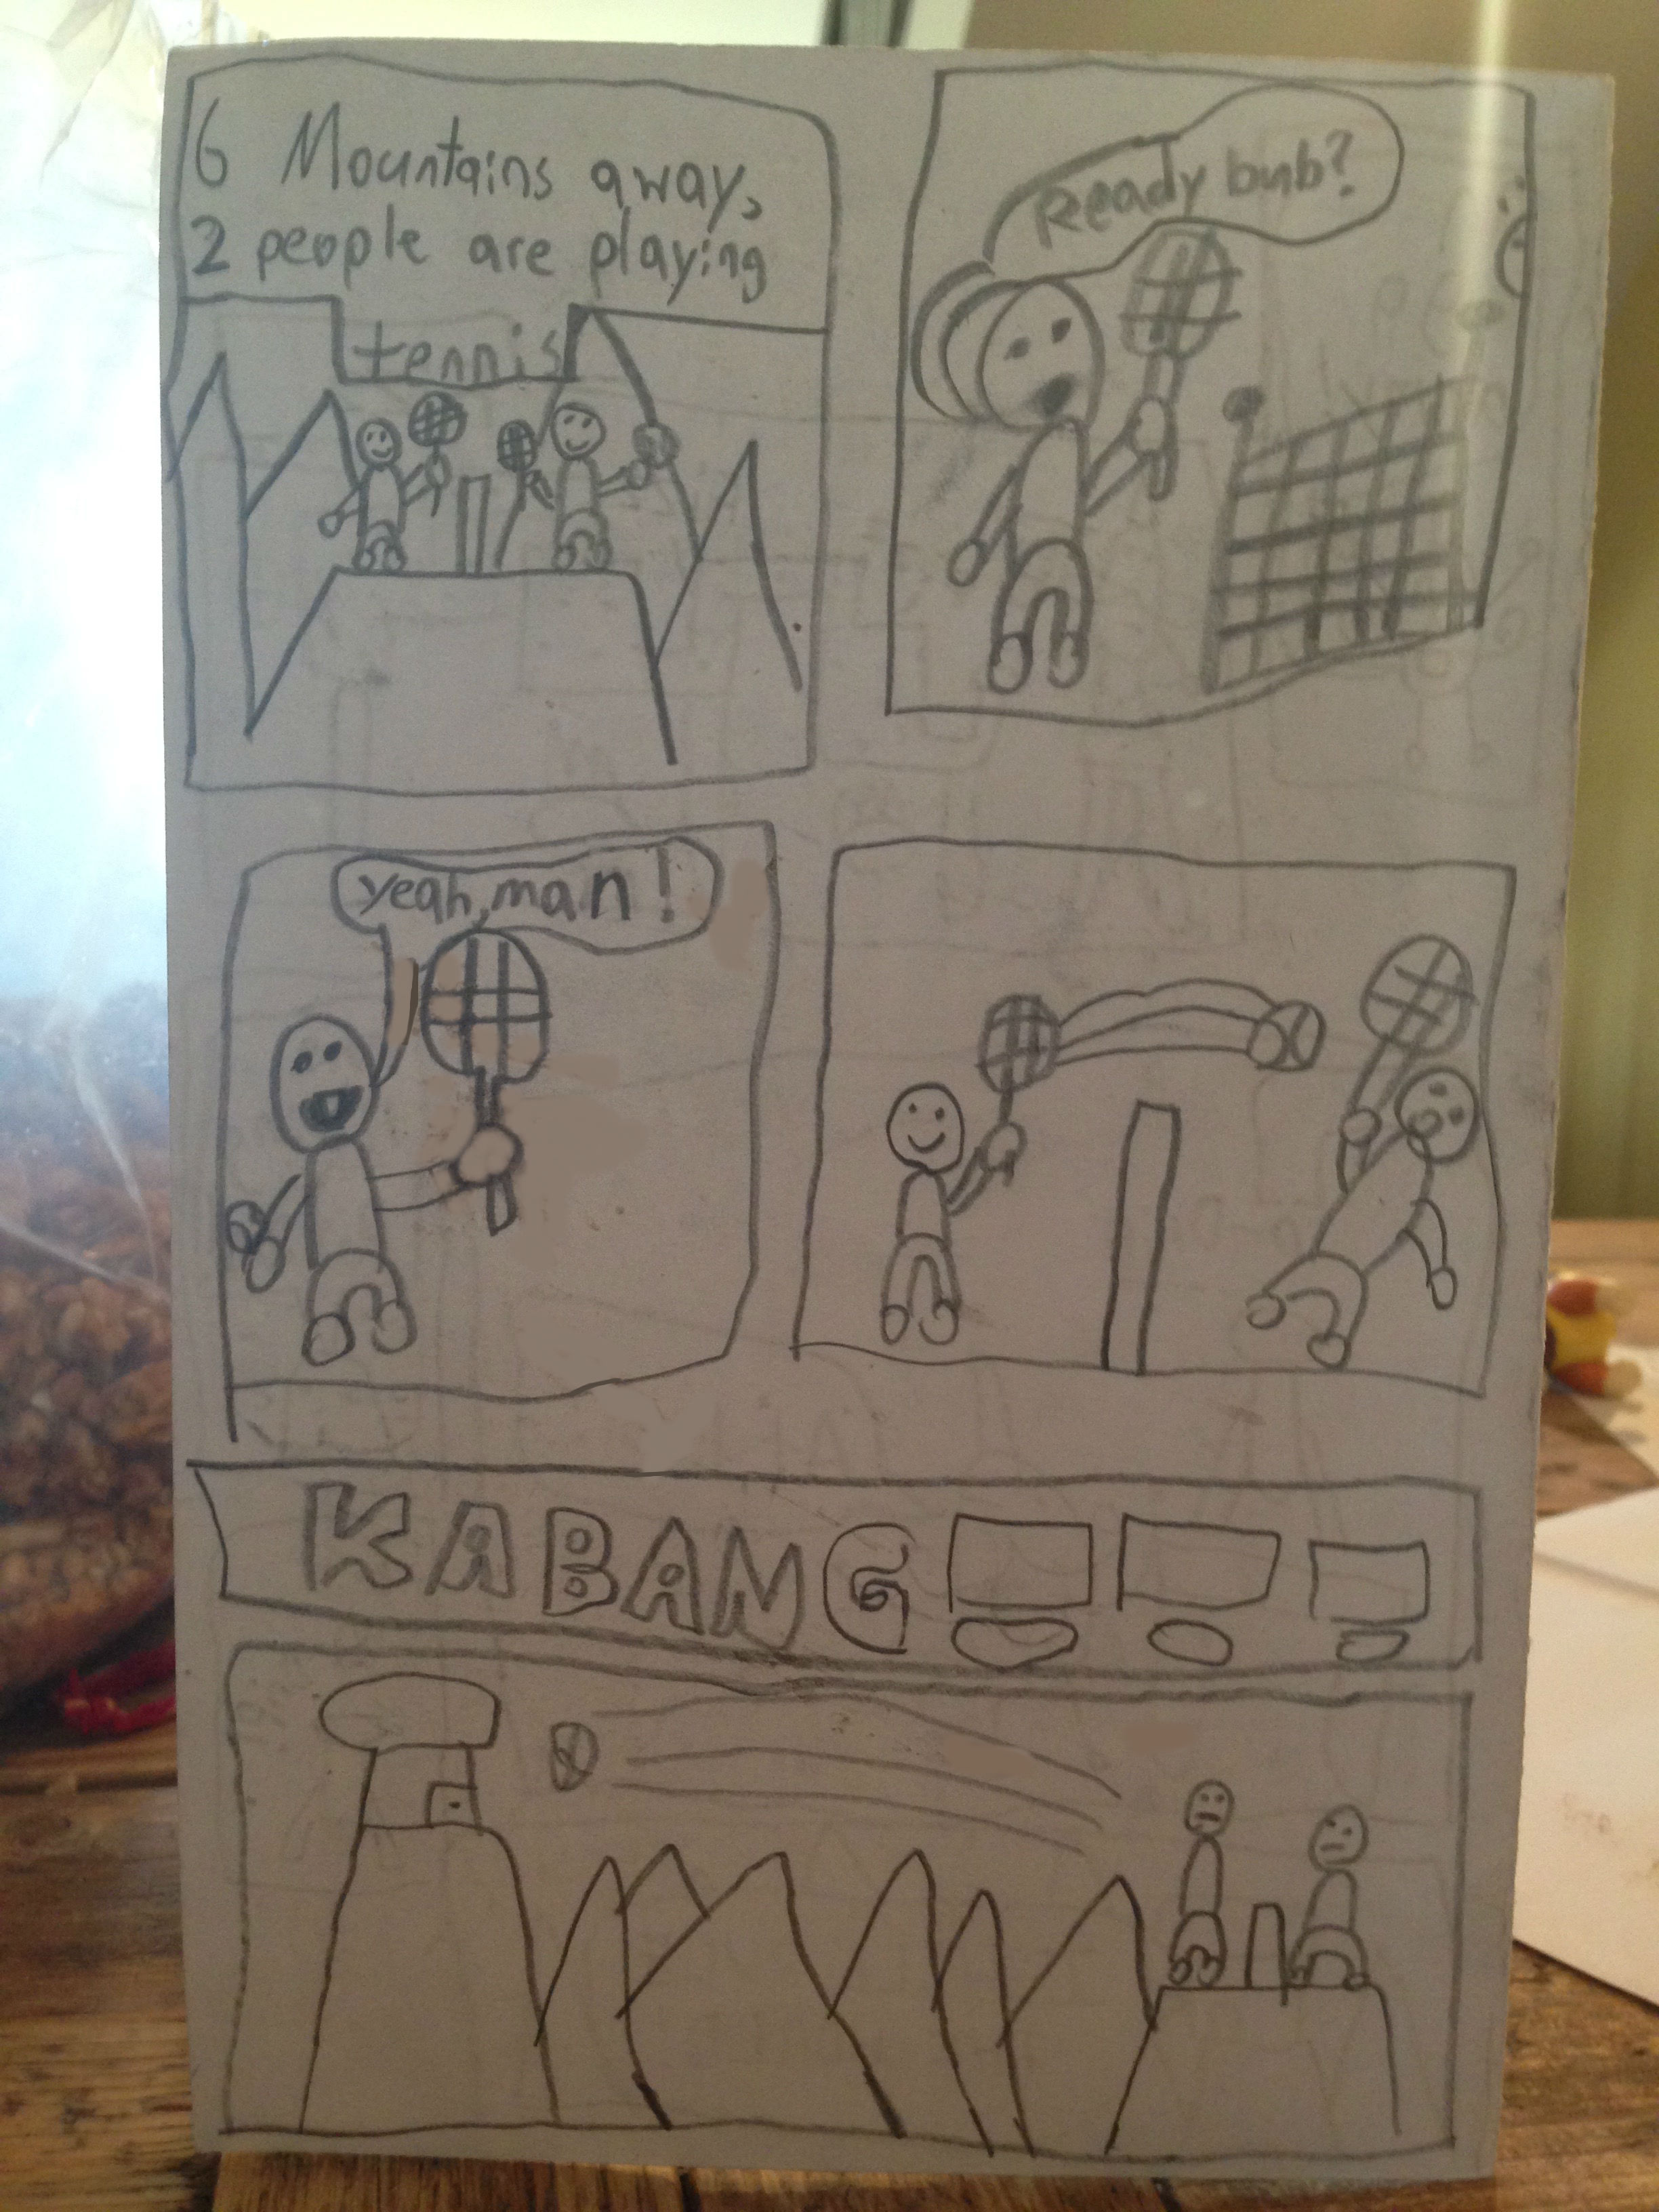 6 Mountains away,
2 people are playing
tennis
Ready bub?
yeah, man!
KABANG!!!